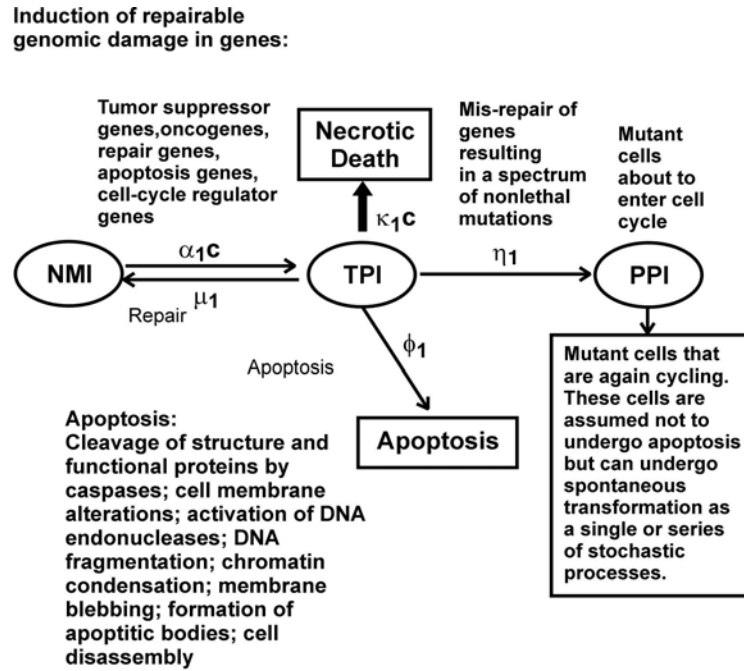 Induction of repairable
genomic damage in genes:
Tumor suppressor
genes,oncogenes,
repair genes,
apoptosis genes,
cell-cycle regulator
genes
Necrotic
Death
Mis-repair of
genes
resulting
in a spectrum
of nonlethal
mutations
Mutant
cells
about to
enter cell
cycle
κ1c
NMI
α1c
μ1
Repair
TPI
η1
PPI
Apoptosis
ϕ1
Apoptosis
Apoptosis:
Cleavage of structure and
functional proteins by
caspases; cell membrane
alterations; activation of DNA
endonucleases; DNA
fragmentation; chromatin
condensation; membrane
blebbing; formation of
apoptitic bodies; cell
disassembly
Mutant cells that
are again cycling.
These cells are
assumed not to
undergo apoptosis
but can undergo
spontaneous
transformation as
a single or series
of stochastic
processes.